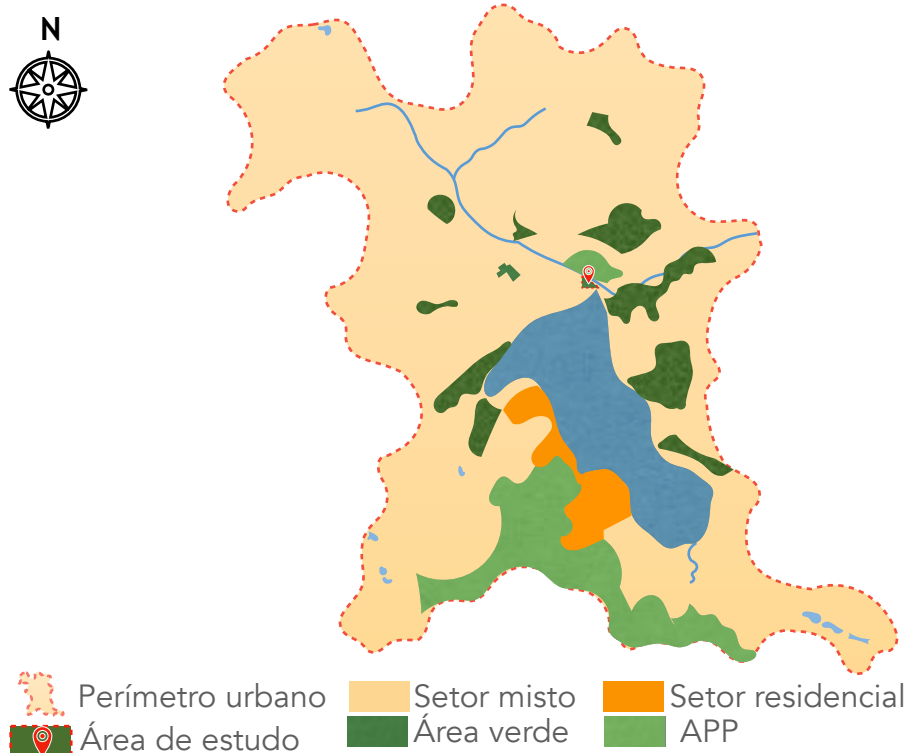 N
Perímetro urbano
Setor misto
Setor residencial
Área de estudo
Área verde
APP